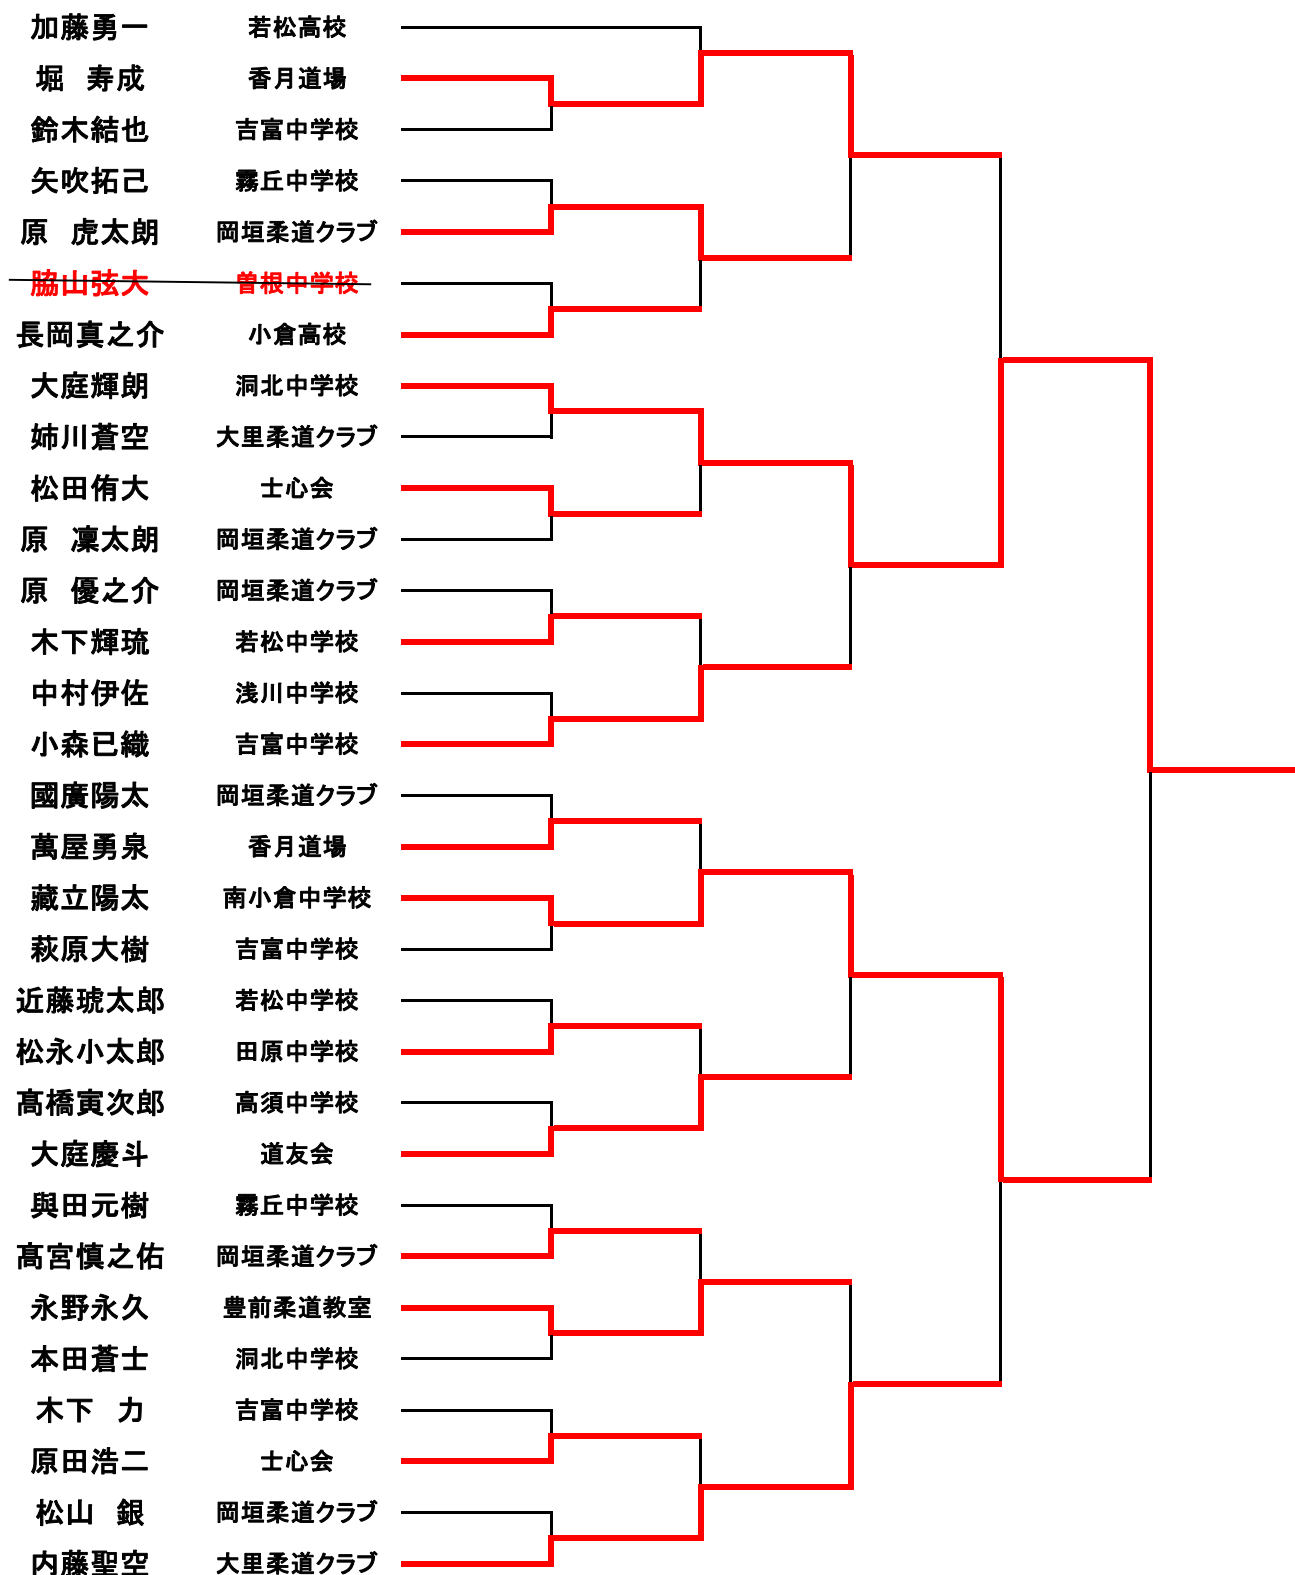 加藤勇一 若松高校
堀 寿成 香月道場
鈴木結也 吉富中学校
矢吹拓己 霧丘中学校
原 虎太朗 岡垣柔道クラブ
脇山弦大 曽根中学校
長岡真之介 小倉高校
大庭輝朗 洞北中学校
姉川蒼空 大里柔道クラブ
松田侑大 士心会
原 凜太朗 岡垣柔道クラブ
原 優之介 岡垣柔道クラブ
木下輝琉 若松中学校
中村伊佐 浅川中学校
小森已織 吉富中学校
國廣陽太 岡垣柔道クラブ
萬屋勇泉 香月道場
藏立陽太 南小倉中学校
萩原大樹 吉富中学校
近藤琥太郎 若松中学校
松永小太郎 田原中学校
髙橋寅次郎 高須中学校
大庭慶斗 道友会
與田元樹 霧丘中学校
髙宮慎之佑 岡垣柔道クラブ
永野永久 豊前柔道教室
本田蒼士 洞北中学校
木下 力 吉富中学校
原田浩二 士心会
松山 銀 岡垣柔道クラブ
内藤聖空 大里柔道クラブ